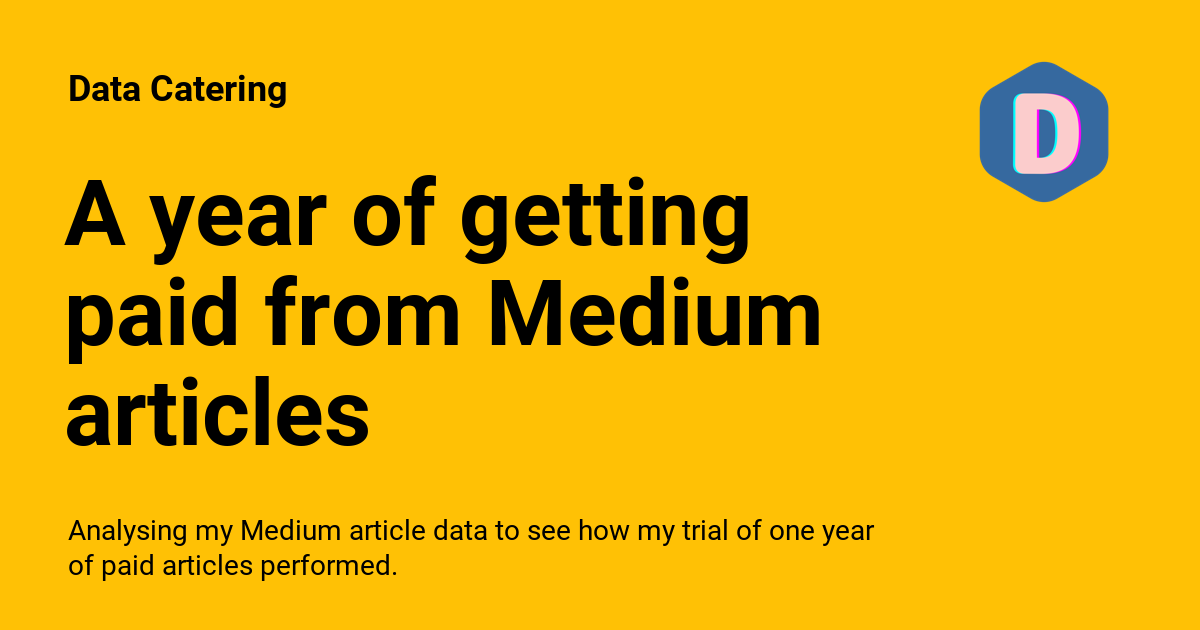 Data Catering
D
A year of getting
paid from Medium
articles
Analysing my Medium article data to see how my trial of one year
of paid articles performed.